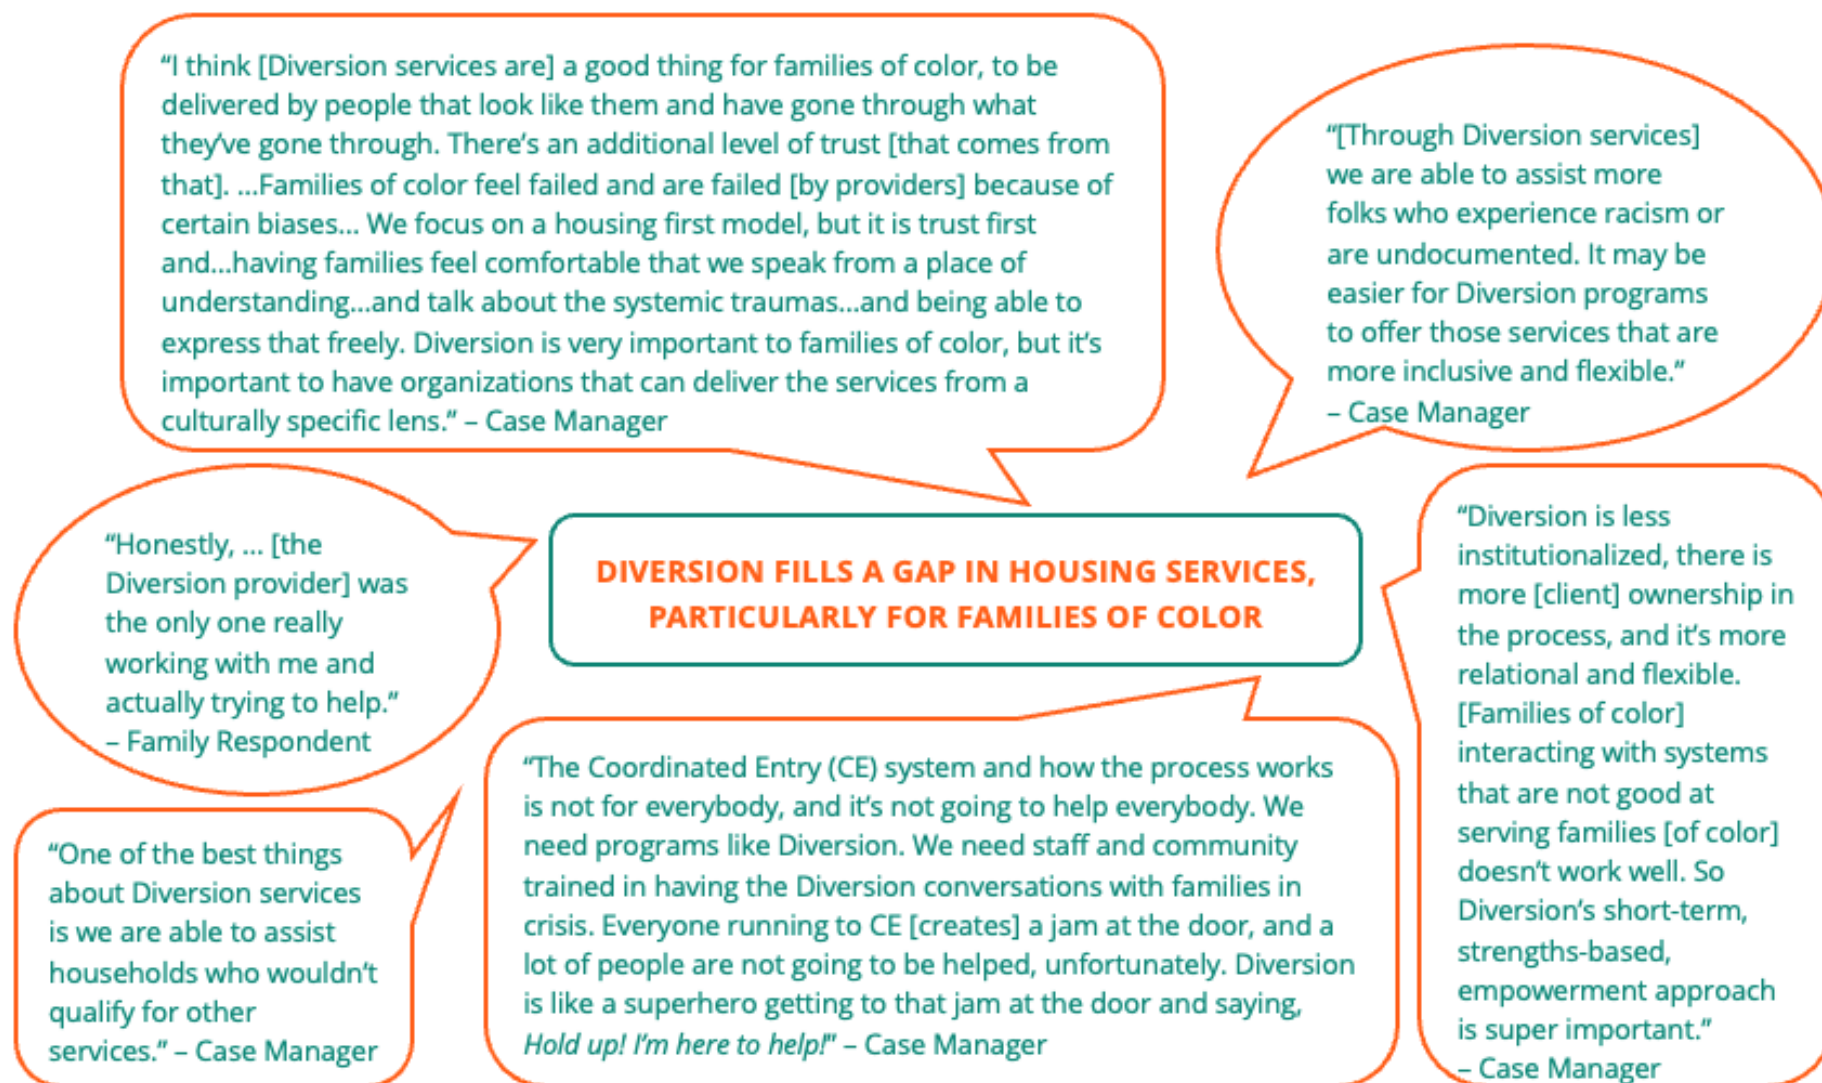 “I think [Diversion services are] a good thing for families of color, to be
delivered by people that look like them and have gone through what
they’ve gone through. There’s an additional level of trust [that comes from
that]. ...Families of color feel failed and are failed [by providers] because of
certain biases... We focus on a housing first model, but it is trust first
and...having families feel comfortable that we speak from a place of
understanding...and talk about the systemic traumas...and being able to
express that freely. Diversion is very important to families of color, but it’s
important to have organizations that can deliver the services from a
culturally specific lens.” – Case Manager
“[Through Diversion services]
we are able to assist more
folks who experience racism or
are undocumented. It may be
easier for Diversion programs
to offer those services that are
more inclusive and flexible.”
– Case Manager
“Honestly, ... [the
Diversion provider] was
the only one really
working with me and
actually trying to help.”
– Family Respondent
DIVERSION FILLS A GAP IN HOUSING SERVICES,
PARTICULARLY FOR FAMILIES OF COLOR
“Diversion is less
institutionalized, there is
more [client] ownership in
the process, and it’s more
relational and flexible.
[Families of color]
interacting with systems
that are not good at
serving families [of color]
doesn’t work well. So
Diversion’s short-term,
strengths-based,
empowerment approach
is super important.”
– Case Manager
“One of the best things
about Diversion services
is we are able to assist
households who wouldn’t
qualify for other
services.” – Case Manager
“The Coordinated Entry (CE) system and how the process works
is not for everybody, and it’s not going to help everybody. We
need programs like Diversion. We need staff and community
trained in having the Diversion conversations with families in
crisis. Everyone running to CE [creates] a jam at the door, and a
lot of people are not going to be helped, unfortunately. Diversion
is like a superhero getting to that jam at the door and saying,
Hold up! I’m here to help!” – Case Manager